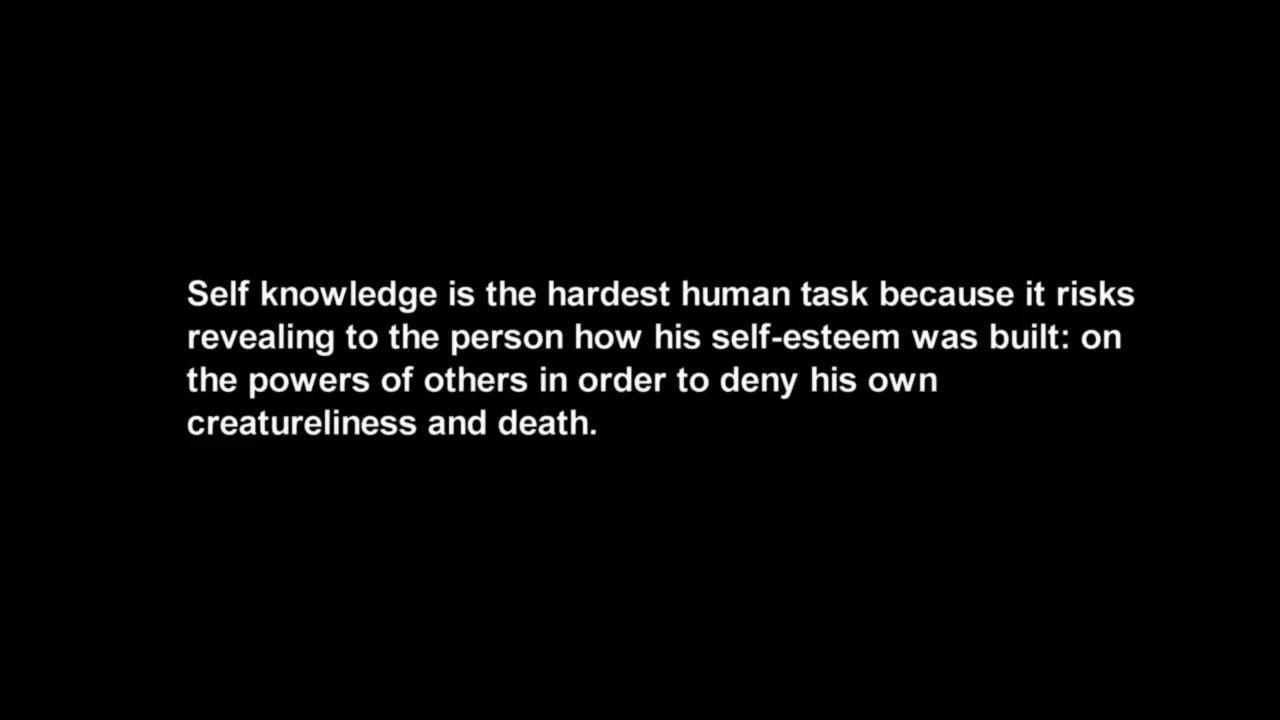 Self knowledge is the hardest human task because it risks
revealing to the person how his self-esteem was built: on
the powers of others in order to deny his own
creatureliness and death.